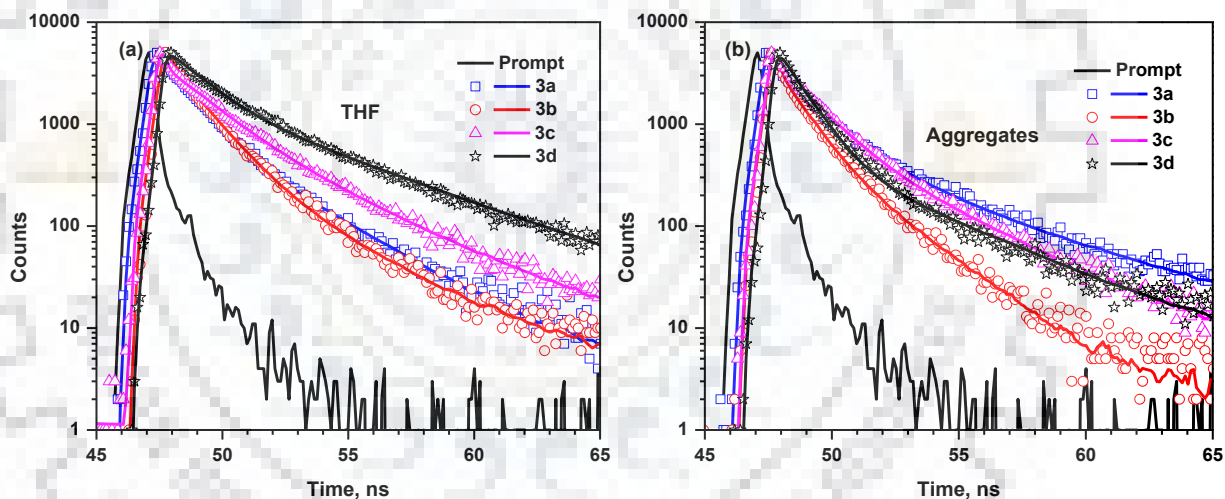 (a)
THF
Prompt
3a
3b
3c
3d
Counts
10000
1000
100
10
1
45 50 55 60 65
Time, ns
(b)
Aggregates
Prompt
3a
3b
3c
3d
Counts
10000
1000
100
10
1
45 50 55 60 65
Time, ns